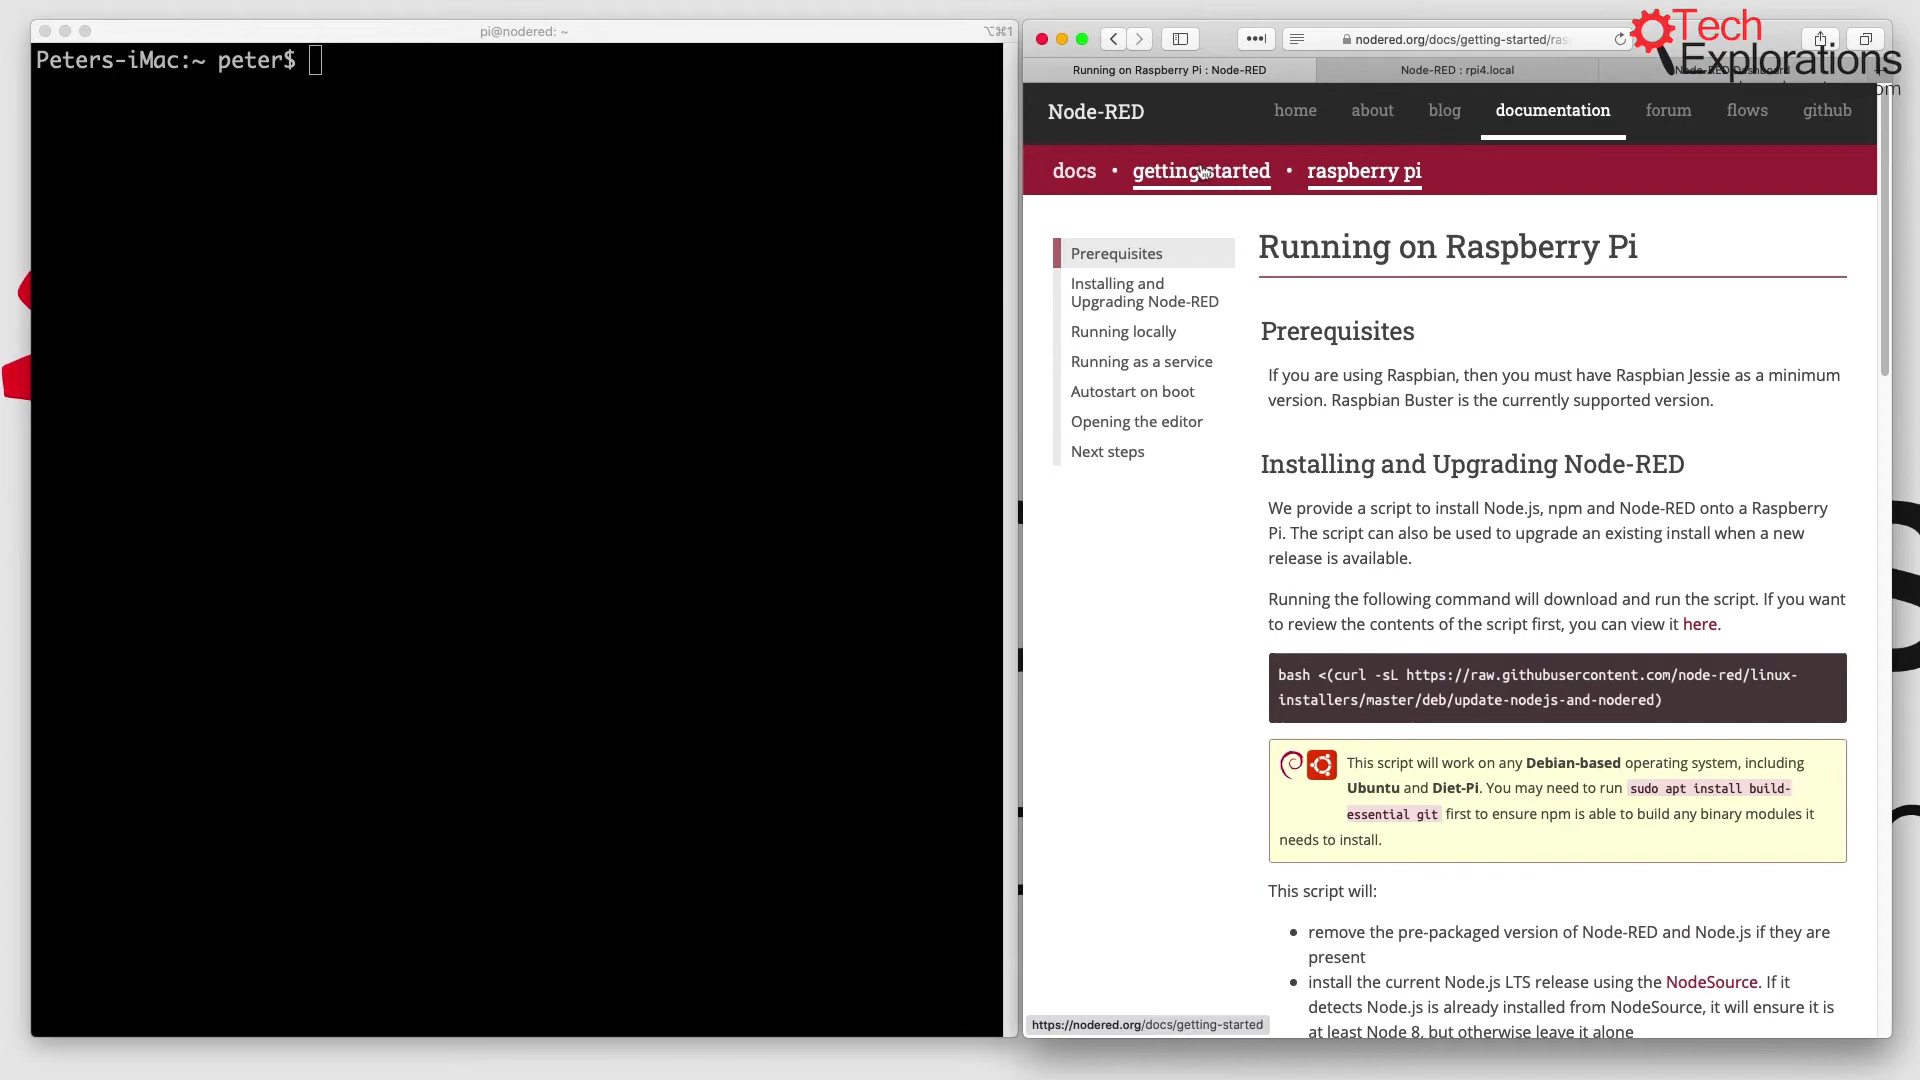 pi@nodered: ~
⌥⌘1
Peters-iMac:~ peter$
nodered.org/docs/getting-started/ras
Tech
Explorations
om
Running on Raspberry Pi : Node-RED
Node-RED : rpi4.local
Node-RED
home
about
blog
documentation
forum
flows
github
docs • getting-started • raspberry pi
Prerequisites
Installing and
Upgrading Node-RED
Running locally
Running as a service
Autostart on boot
Opening the editor
Next steps
Running on Raspberry Pi
Prerequisites
If you are using Raspbian, then you must have Raspbian Jessie as a minimum
version. Raspbian Buster is the currently supported version.
Installing and Upgrading Node-RED
We provide a script to install Node.js, npm and Node-RED onto a Raspberry
Pi. The script can also be used to upgrade an existing install when a new
release is available.
Running the following command will download and run the script. If you want
to review the contents of the script first, you can view it here.
bash <(curl -sL https://raw.githubusercontent.com/node-red/linux-
installers/master/deb/update-nodejs-and-nodered)
This script will work on any Debian-based operating system, including
Ubuntu and Diet-Pi. You may need to run sudo apt install build-
essential git first to ensure npm is able to build any binary modules it
needs to install.
This script will:
• remove the pre-packaged version of Node-RED and Node.js if they are
present
• install the current Node.js LTS release using the NodeSource. If it
detects Node.js is already installed from NodeSource, it will ensure it is
at least Node 8, but otherwise leave it alone
https://nodered.org/docs/getting-started